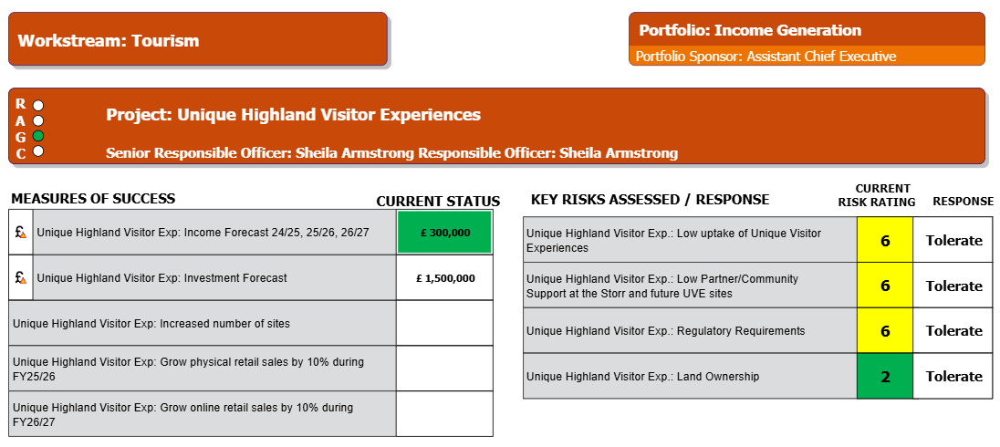 Workstream: Tourism
Portfolio: Income Generation
Portfolio Sponsor: Assistant Chief Executive
R
A
G
C
Project: Unique Highland Visitor Experiences
Senior Responsible Officer: Sheila Armstrong Responsible Officer: Sheila Armstrong
MEASURES OF SUCCESS
CURRENT STATUS
£
Unique Highland Visitor Exp: Income Forecast 24/25, 25/26, 26/27
£ 300,000
£
Unique Highland Visitor Exp: Investment Forecast
£ 1,500,000
Unique Highland Visitor Exp: Increased number of sites
Unique Highland Visitor Exp: Grow physical retail sales by 10% during
FY25/26
Unique Highland Visitor Exp: Grow online retail sales by 10% during
FY26/27
KEY RISKS ASSESSED / RESPONSE
CURRENT
RISK RATING
RESPONSE
Unique Highland Visitor Exp.: Low uptake of Unique Visitor
Experiences
6
Tolerate
Unique Highland Visitor Exp.: Low Partner/Community
Support at the Storr and future UVE sites
6
Tolerate
Unique Highland Visitor Exp.: Regulatory Requirements
6
Tolerate
Unique Highland Visitor Exp.: Land Ownership
2
Tolerate